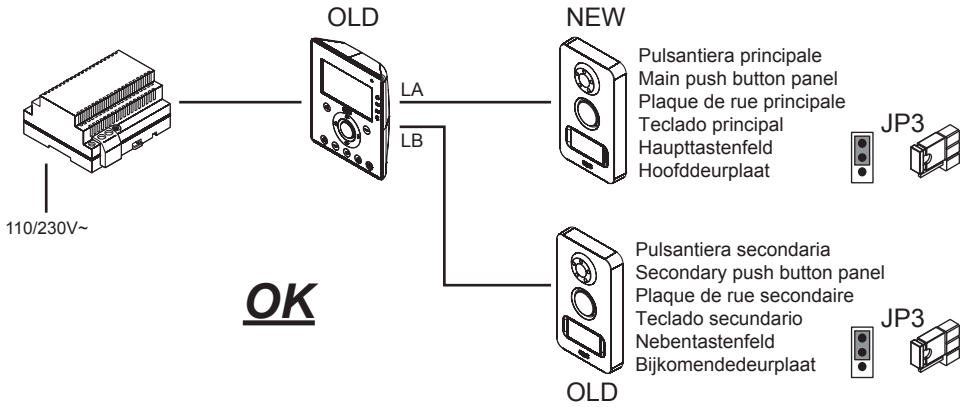 OLD
NEW
LA
LB
Pulsantiera principale
Main push button panel
Plaque de rue principale
Teclado principal
Haupttastenfeld
Hoofddeurplaat
JP3
110/230V~
OK
Pulsantiera secondaria
Secondary push button panel
Plaque de rue secondaire
Teclado secundario
Nebentastenfeld
Bijkomendedeurplaat
JP3
OLD